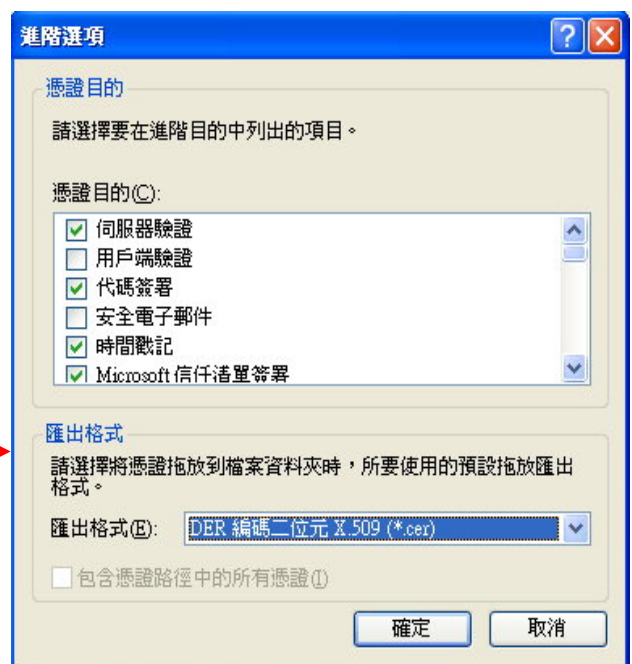 進階選項
憑證目的
請選擇要在進階目的中列出的項目。
憑證目的(C):
伺服器驗證
用戶端驗證
代碼簽署
安全電子郵件
時間戳記
Microsoft 信任清單簽署
匯出格式
請選擇將憑證拖放到檔案資料夾時，所要使用的預設拖放匯出
格式。
匯出格式(E): DER 編碼二位元 X.509 (*.cer)
包含憑證路徑中的所有憑證(I)
確定 取消